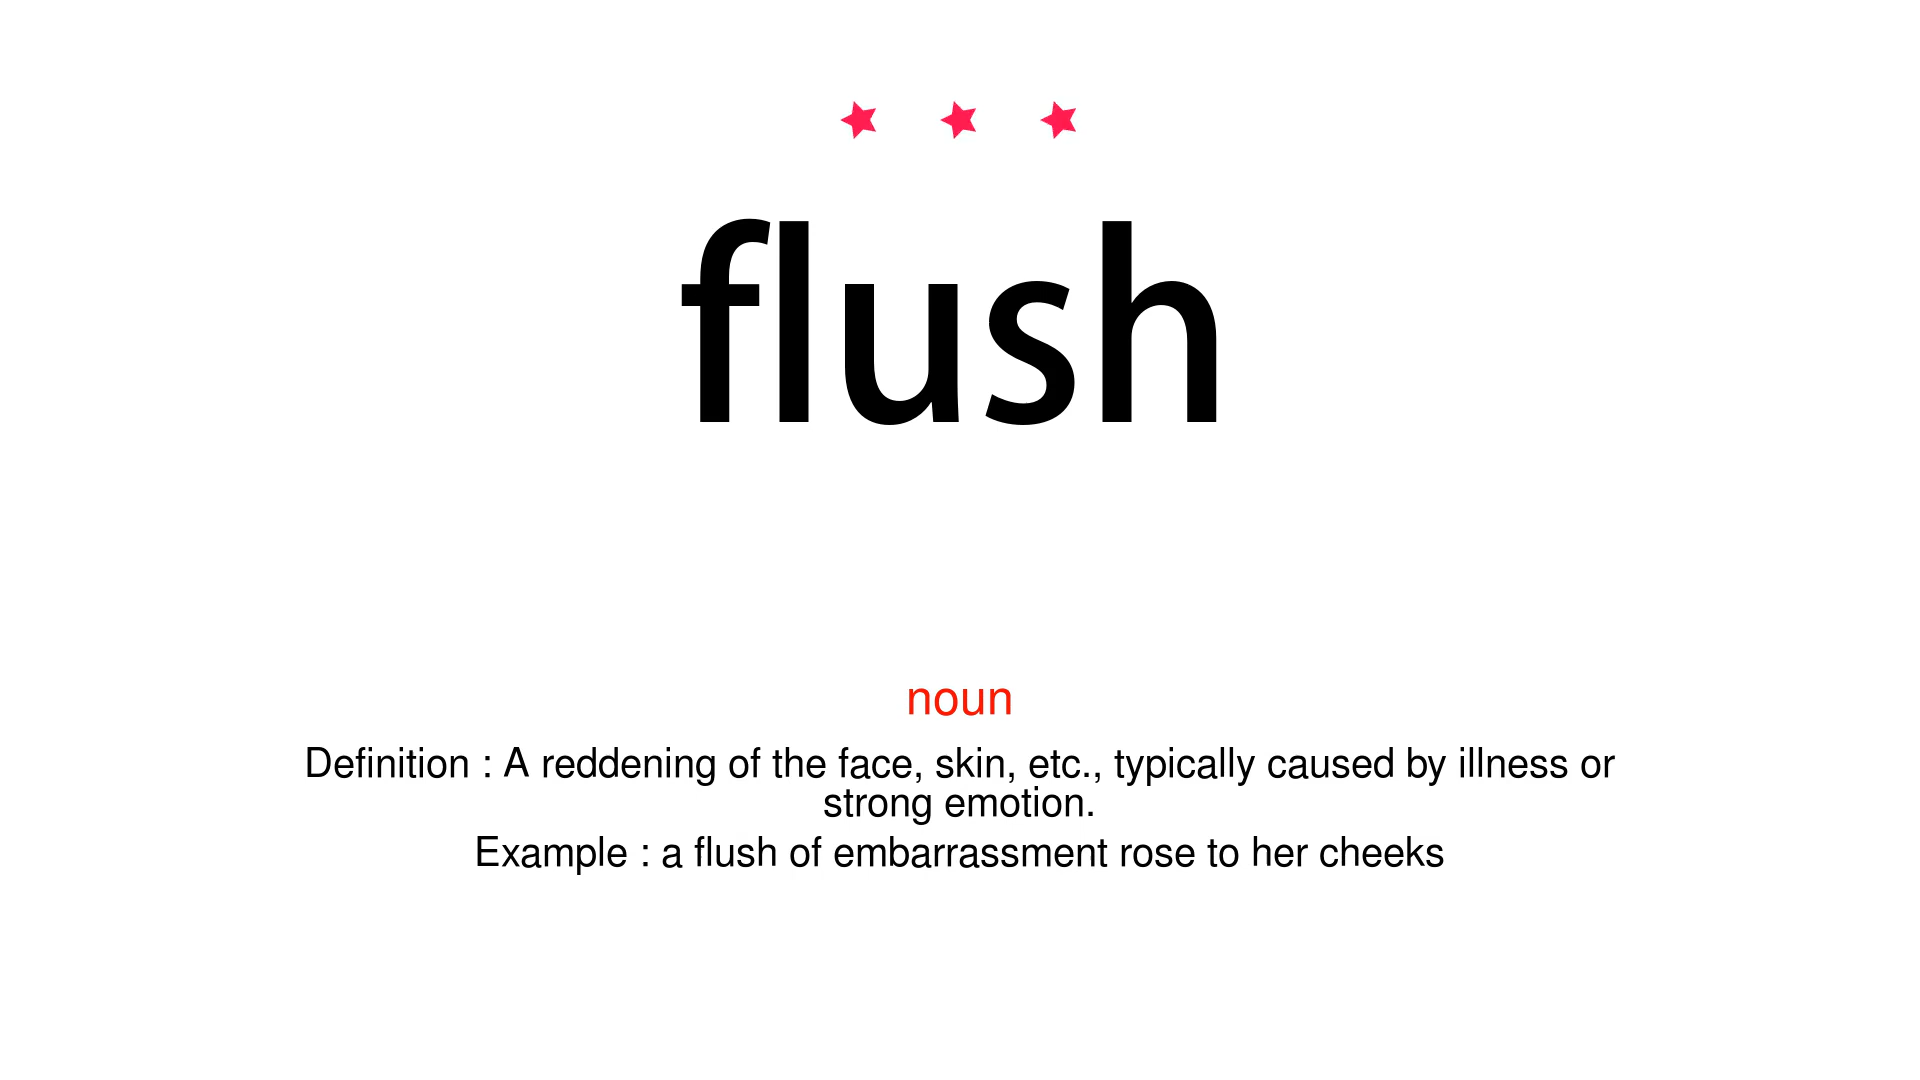 flush
noun
Definition : A reddening of the face, skin, etc., typically caused by illness or
strong emotion.
Example : a flush of embarrassment rose to her cheeks